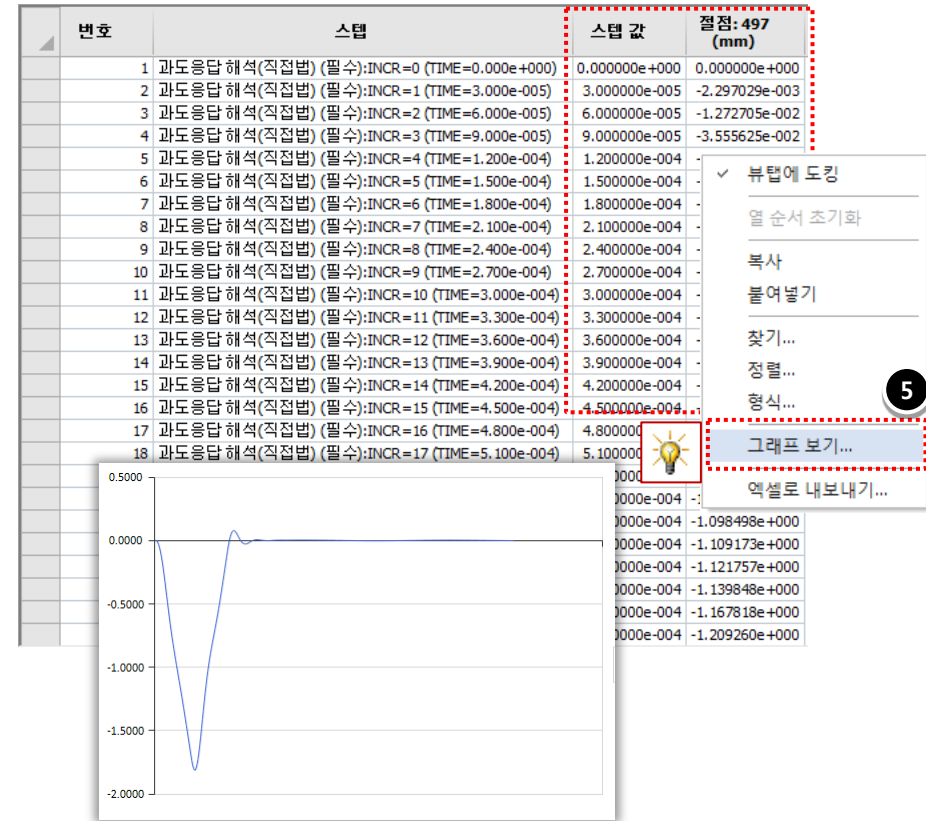 번호 스텝 스텝 값 절점: 497 (mm)
1 과도응답 해석(직접법) (필수):INCR=0 (TIME=0.000e+000) 0.000000e+000 0.000000e+000
2 과도응답 해석(직접법) (필수):INCR=1 (TIME=3.000e-005) 3.000000e-005 -2.297029e-003
3 과도응답 해석(직접법) (필수):INCR=2 (TIME=6.000e-005) 6.000000e-005 -1.272705e-002
4 과도응답 해석(직접법) (필수):INCR=3 (TIME=9.000e-005) 9.000000e-005 -3.555625e-002
5 과도응답 해석(직접법) (필수):INCR=4 (TIME=1.200e-004) 1.200000e-004 -
6 과도응답 해석(직접법) (필수):INCR=5 (TIME=1.500e-004) 1.500000e-004 -
7 과도응답 해석(직접법) (필수):INCR=6 (TIME=1.800e-004) 1.800000e-004 -
8 과도응답 해석(직접법) (필수):INCR=7 (TIME=2.100e-004) 2.100000e-004 -
9 과도응답 해석(직접법) (필수):INCR=8 (TIME=2.400e-004) 2.400000e-004 -
10 과도응답 해석(직접법) (필수):INCR=9 (TIME=2.700e-004) 2.700000e-004 -
11 과도응답 해석(직접법) (필수):INCR=10 (TIME=3.000e-004) 3.000000e-004 -
12 과도응답 해석(직접법) (필수):INCR=11 (TIME=3.300e-004) 3.300000e-004 -
13 과도응답 해석(직접법) (필수):INCR=12 (TIME=3.600e-004) 3.600000e-004 -
14 과도응답 해석(직접법) (필수):INCR=13 (TIME=3.900e-004) 3.900000e-004 -
15 과도응답 해석(직접법) (필수):INCR=14 (TIME=4.200e-004) 4.200000e-004 -
16 과도응답 해석(직접법) (필수):INCR=15 (TIME=4.500e-004) 4.500000e-004
17 과도응답 해석(직접법) (필수):INCR=16 (TIME=4.800e-004) 4.80000
18 과도응답 해석(직접법) (필수):INCR=17 (TIME=5.100e-004) 5.10000
0000e-004 -1.098498e+000
0000e-004 -1.109173e+000
0000e-004 -1.121757e+000
0000e-004 -1.139848e+000
0000e-004 -1.167818e+000
0000e-004 -1.209260e+000
뷰탭에 도킹
열 순서 초기화
복사
붙여넣기
찾기...
정렬...
형식...
5
그래프 보기...
엑셀로 내보내기...
0.5000
0.0000
-0.5000
-1.0000
-1.5000
-2.0000